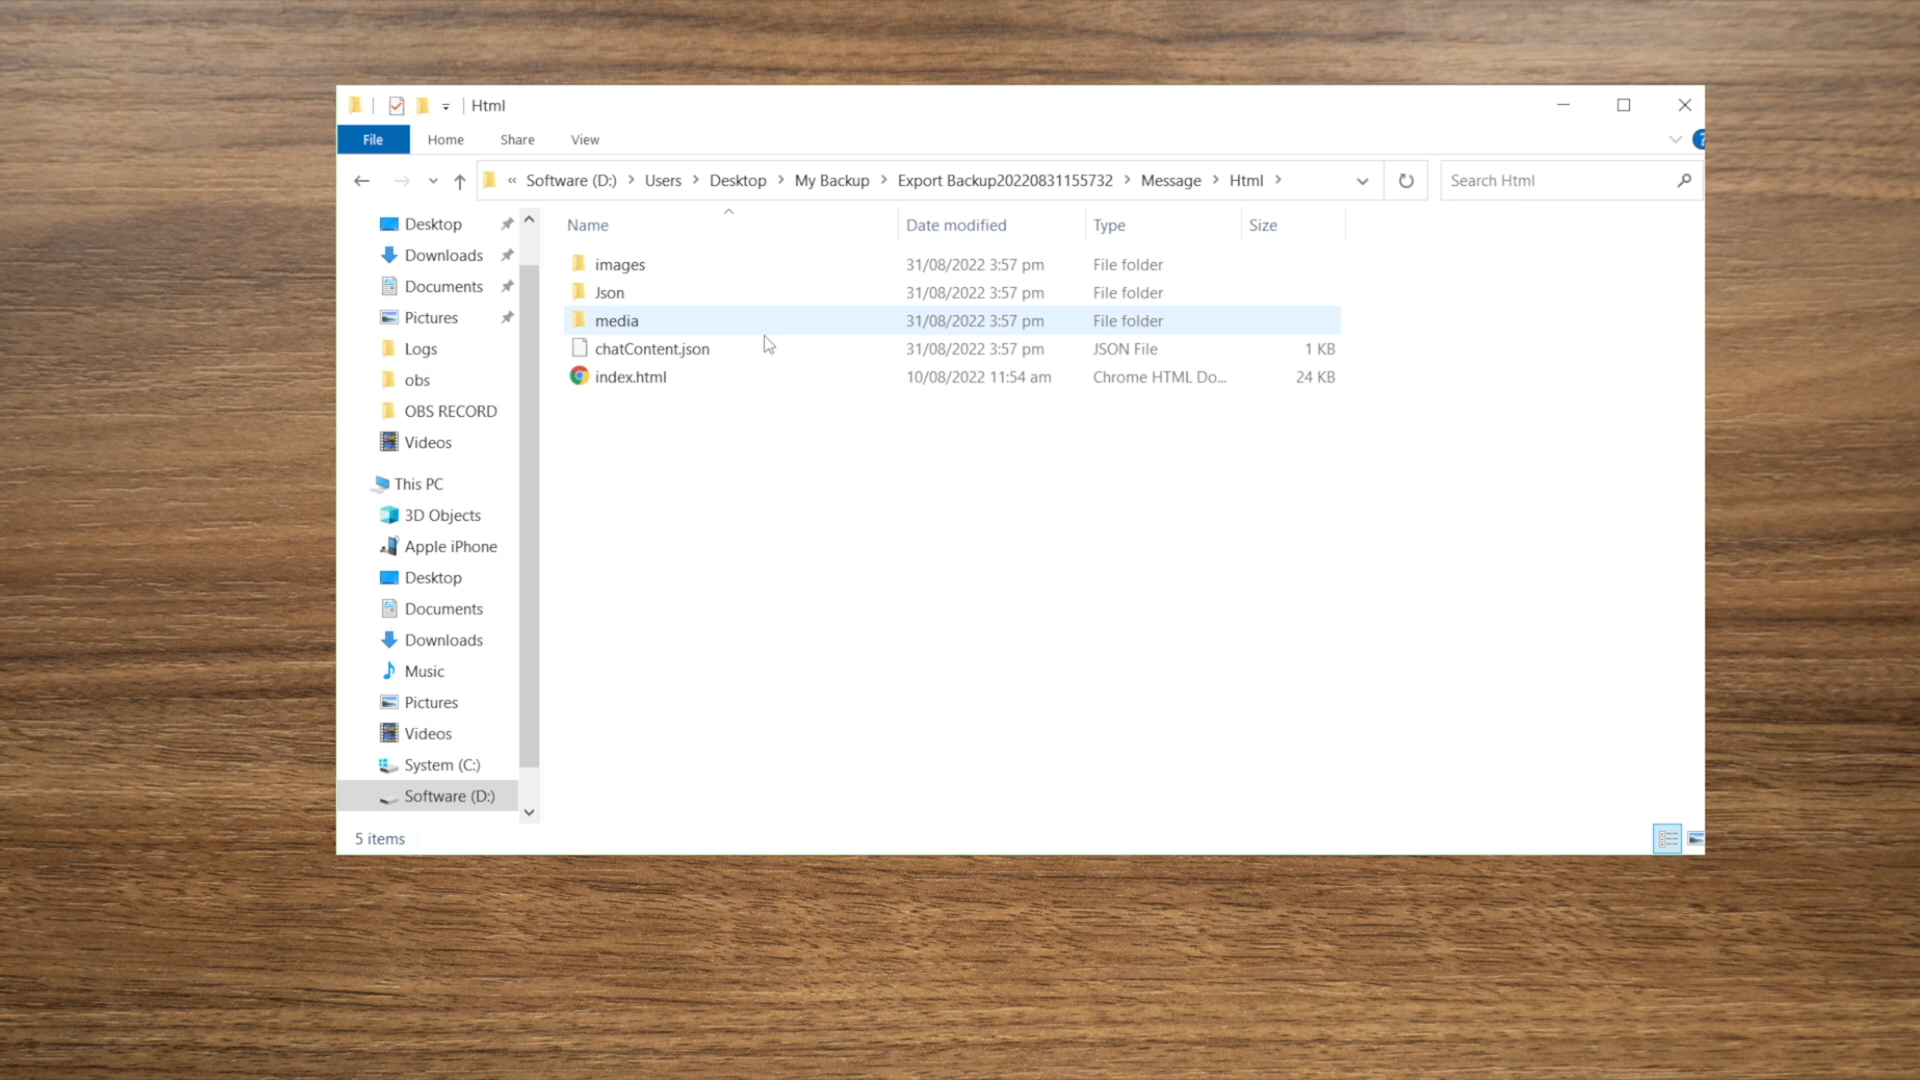 Html
File Home Share View
« Software (D:) Users Desktop My Backup Export Backup20220831155732 Message Html
Search Html
Desktop
Downloads
Documents
Pictures
Logs
obs
OBS RECORD
Videos
This PC
3D Objects
Apple iPhone
Desktop
Documents
Downloads
Music
Pictures
Videos
System (C:)
Software (D:)
Name Date modified Type Size
images 31/08/2022 3:57 pm File folder
Json 31/08/2022 3:57 pm File folder
media 31/08/2022 3:57 pm File folder
chatContent.json 31/08/2022 3:57 pm JSON File 1 KB
index.html 10/08/2022 11:54 am Chrome HTML Do... 24 KB
5 items